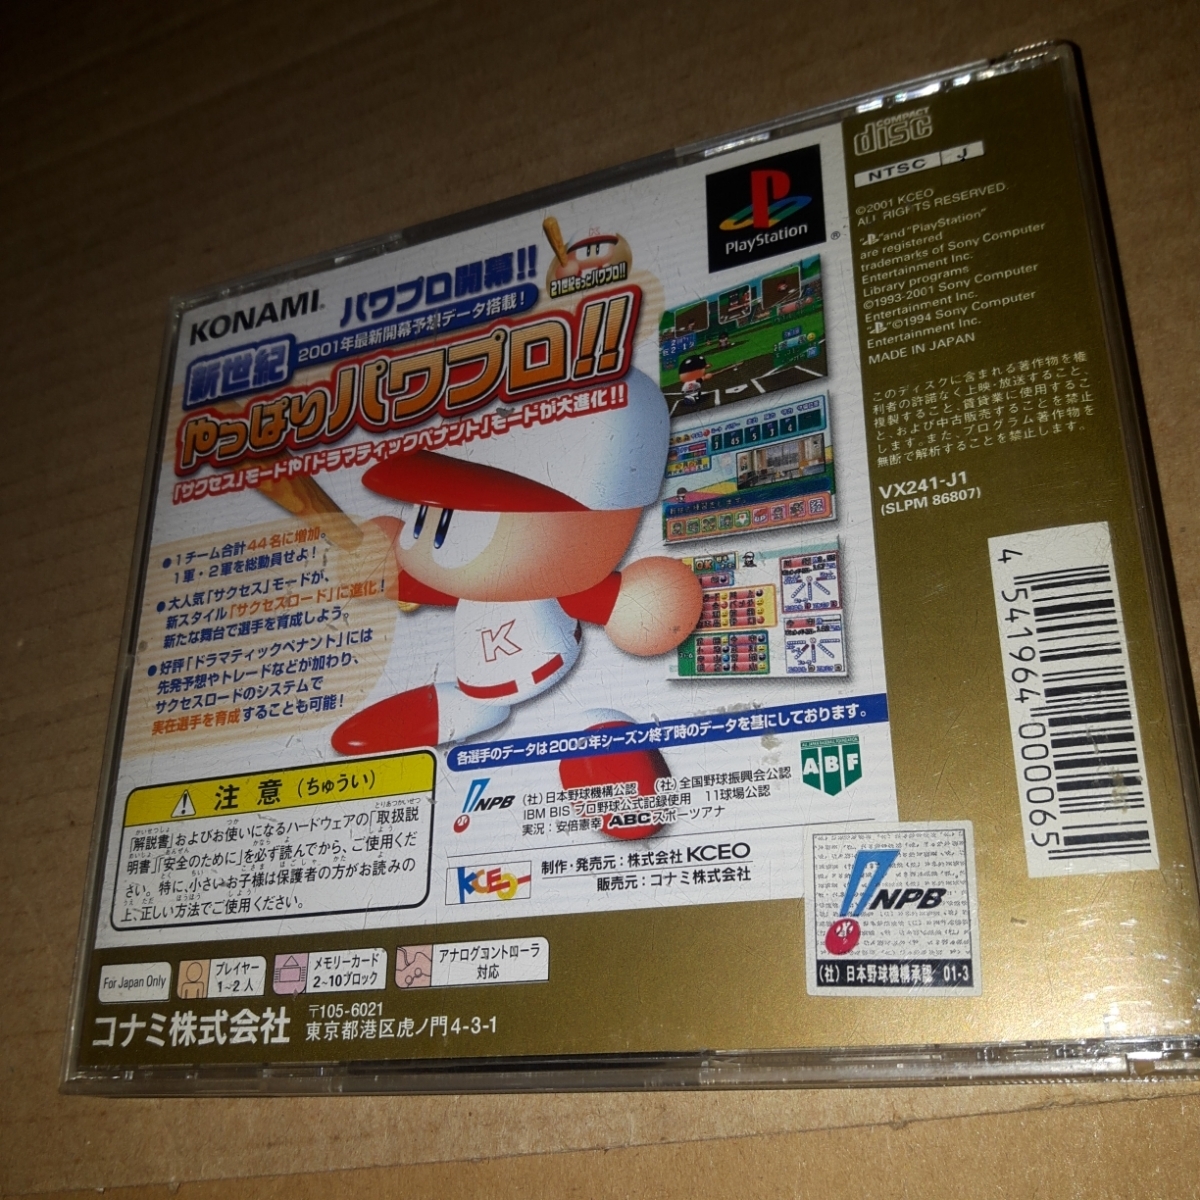 KONAMI®
パワプロ開幕!!
21世紀もっとパワプロ!!
2001年最新開幕予想データ搭載!
新世紀
やっぱりパワプロ!!
「サクセス」モードや「ドラマティックペナント」モードが大進化!!
●1チーム合計44名に増加。
1軍・2軍を総動員せよ!
●大人気「サクセス」モードが、
新スタイル「サクセスロード」に進化!
新たな舞台で選手を育成しよう。
●好評「ドラマティックペナント」には
先発予想やトレードなどが加わり、
サクセスロードのシステムで
実在選手を育成することも可能!
K
PlayStation
®
各選手のデータは2000年シーズン終了時のデータを基にしております。
NPB
(社)日本野球機構公認 (社)全国野球振興会公認
IBM BIS プロ野球公式記録使用 11球場公認
実況:安倍憲幸 ABCスポーツアナ
ABF
KCEO
制作・発売元:株式会社KCEO
販売元:コナミ株式会社
注意(ちゅうい)
「解説書」およびお使いになるハードウェアの「取扱説
明書」「安全のために」を必ず読んでから、ご使用くだ
さい。特に、小さいお子様は保護者の方がお読みの
上、正しい方法でご使用ください。
For Japan Only
プレイヤー
1~2人
メモリーカード
2~10ブロック
アナログコントローラ
対応
コナミ株式会社
〒105-6021
東京都港区虎ノ門4-3-1
COMPACT
disc
NTSC J
©2001 KCEO
ALL RIGHTS RESERVED.
" " and "PlayStation"
are registered
trademarks of Sony Computer
Entertainment Inc.
Library programs
©1993-2001 Sony Computer
Entertainment Inc.
" " ©1994 Sony Computer
Entertainment Inc.
MADE IN JAPAN
このディスクに含まれる著作物を権
利者の許諾なく上映・放送すること、
複製すること、賃貸業に使用するこ
と、および中古販売することを禁止
します。また、プログラム著作物を
無断で解析することを禁止します。
VX241-J1
(SLPM 86807)
4 541964 000065
NPB
(社)日本野球機構承認 01-3